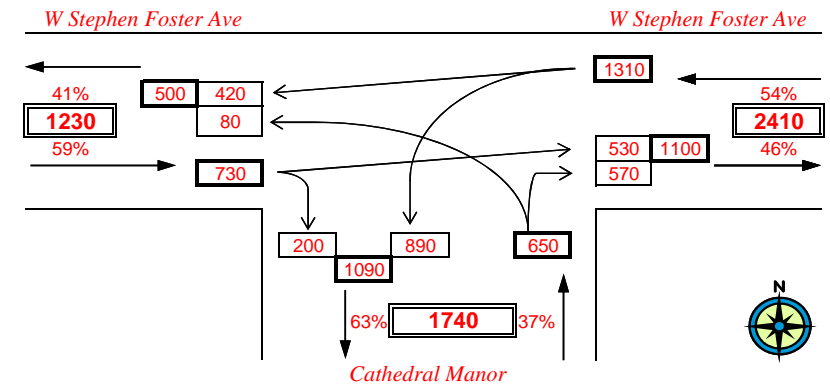 W Stephen Foster Ave W Stephen Foster Ave
1310
41% 500 420 54%
1230 80 2410
59% 530 1100 46%
730 570
200 890 650
1090
N
63% 1740 37%
Cathedral Manor